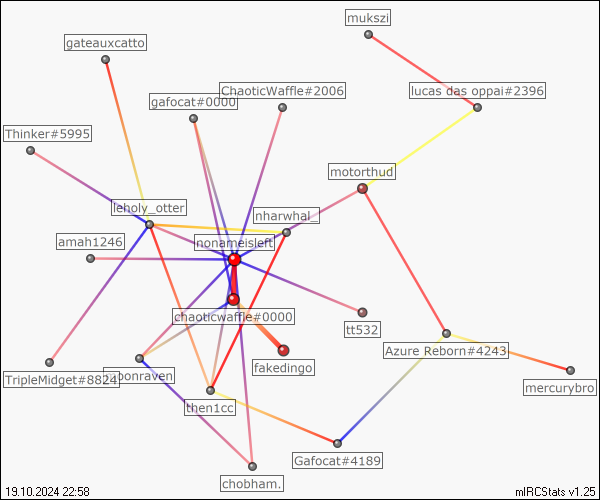 mukszi
gateauxcatto
ChaoticWaffle#2006
lucas das oppai#2396
gafocat#0000
Thinker#5995
motorthud
leholy_otter
nharwhal_
amah1246
nonameisleft
chaoticwaffle#0000
tt532
Azure Reborn#4243
fakedingo
TripleMidget#8824
oonraven
mercurybro
then1cc
Gafocat#4189
chobham.
19.10.2024 22:58
mIRCStats v1.25